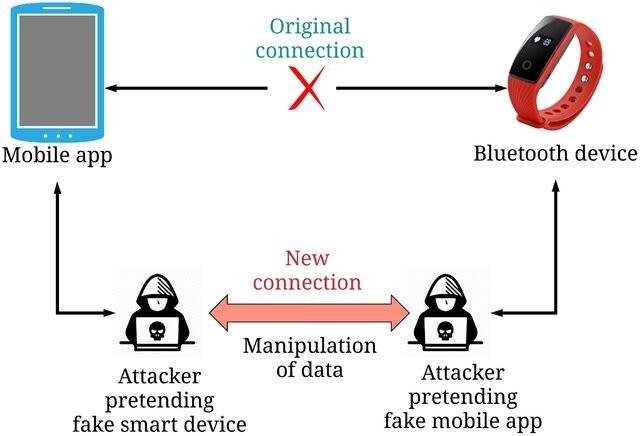 Original
connection
X
Mobile app
Bluetooth device
New
connection
Manipulation
of data
Attacker
pretending
fake smart device
Attacker
pretending
fake mobile app